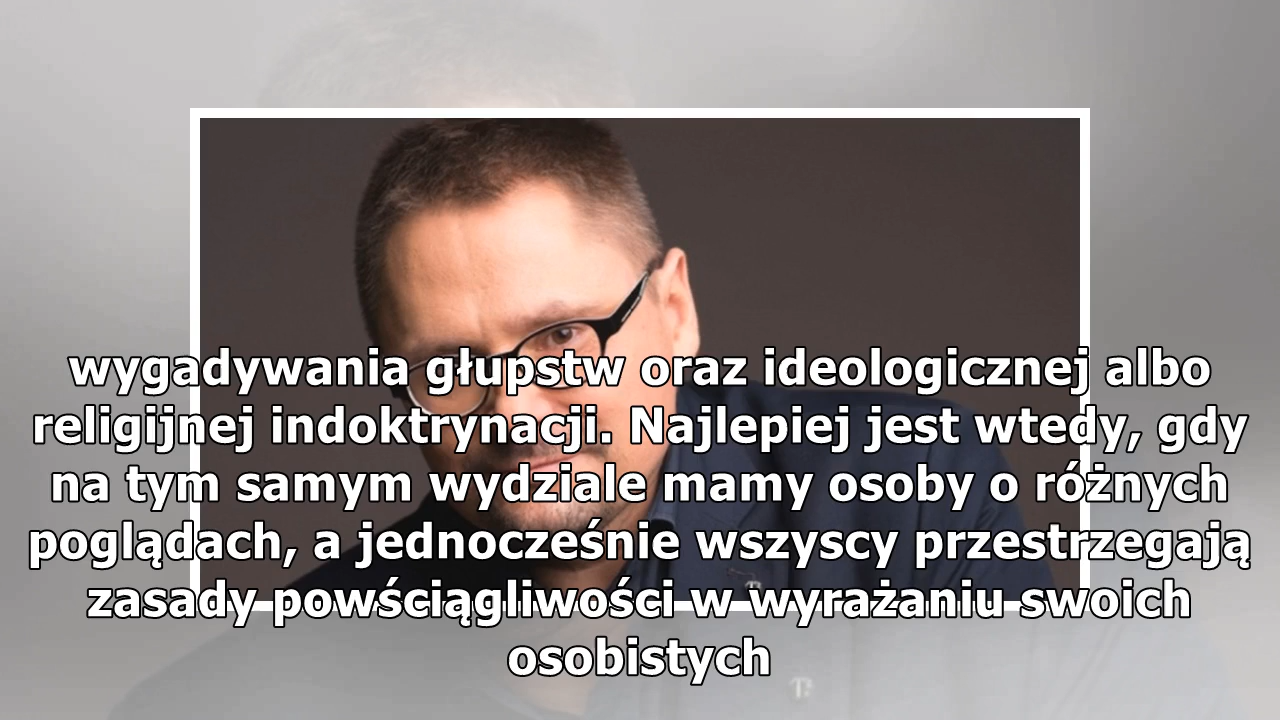 wygadywania głupstw oraz ideologicznej albo
religijnej indoktrynacji. Najlepiej jest wtedy, gdy
na tym samym wydziale mamy osoby o różnych
poglądach, a jednocześnie wszyscy przestrzegają
zasady powściągliwości w wyrażaniu swoich
osobistych